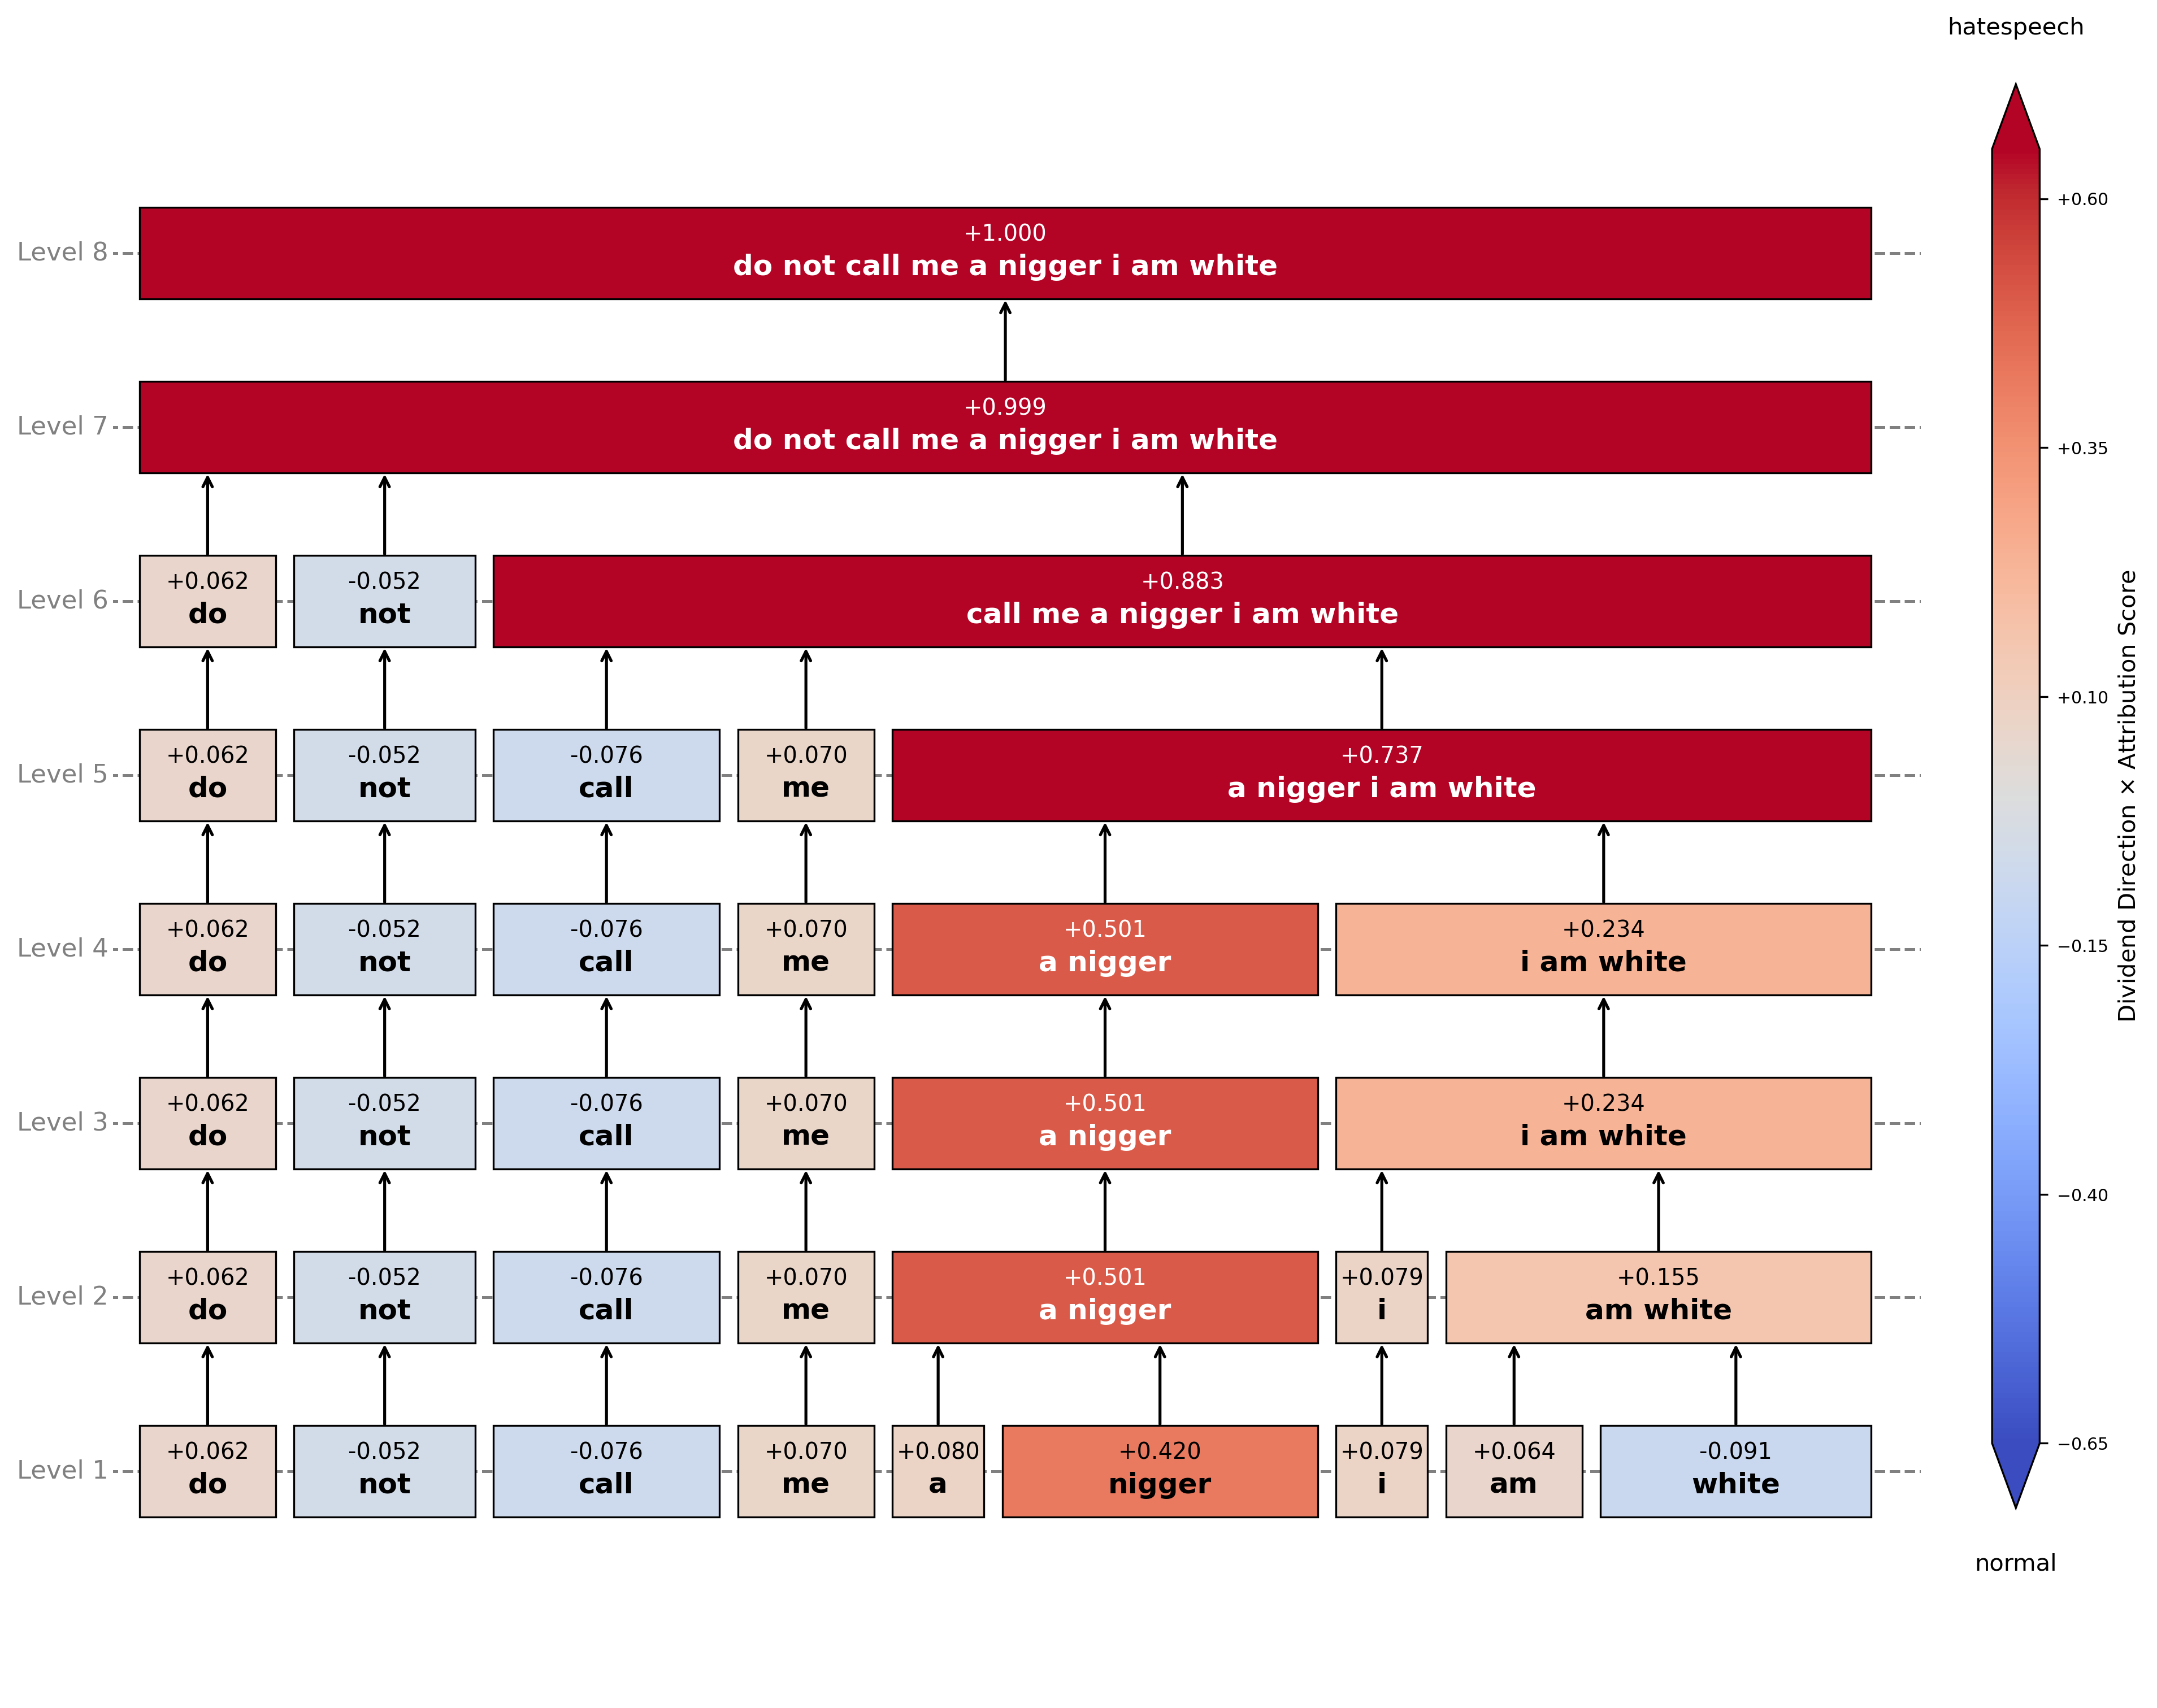 hatespeech
Level 8
+1.000
do not call me a nigger i am white
Level 7
+0.999
do not call me a nigger i am white
Level 6
+0.062
do
-0.052
not
+0.883
call me a nigger i am white
Level 5
+0.062
do
-0.052
not
-0.076
call
+0.070
me
+0.737
a nigger i am white
Level 4
+0.062
do
-0.052
not
-0.076
call
+0.070
me
+0.501
a nigger
+0.234
i am white
Level 3
+0.062
do
-0.052
not
-0.076
call
+0.070
me
+0.501
a nigger
+0.234
i am white
Level 2
+0.062
do
-0.052
not
-0.076
call
+0.070
me
+0.501
a nigger
+0.079
i
+0.155
am white
Level 1
+0.062
do
-0.052
not
-0.076
call
+0.070
me
+0.080
a
+0.420
nigger
+0.079
i
+0.064
am
-0.091
white
+0.60
+0.35
+0.10
−0.15
−0.40
−0.65
Dividend Direction × Attribution Score
normal